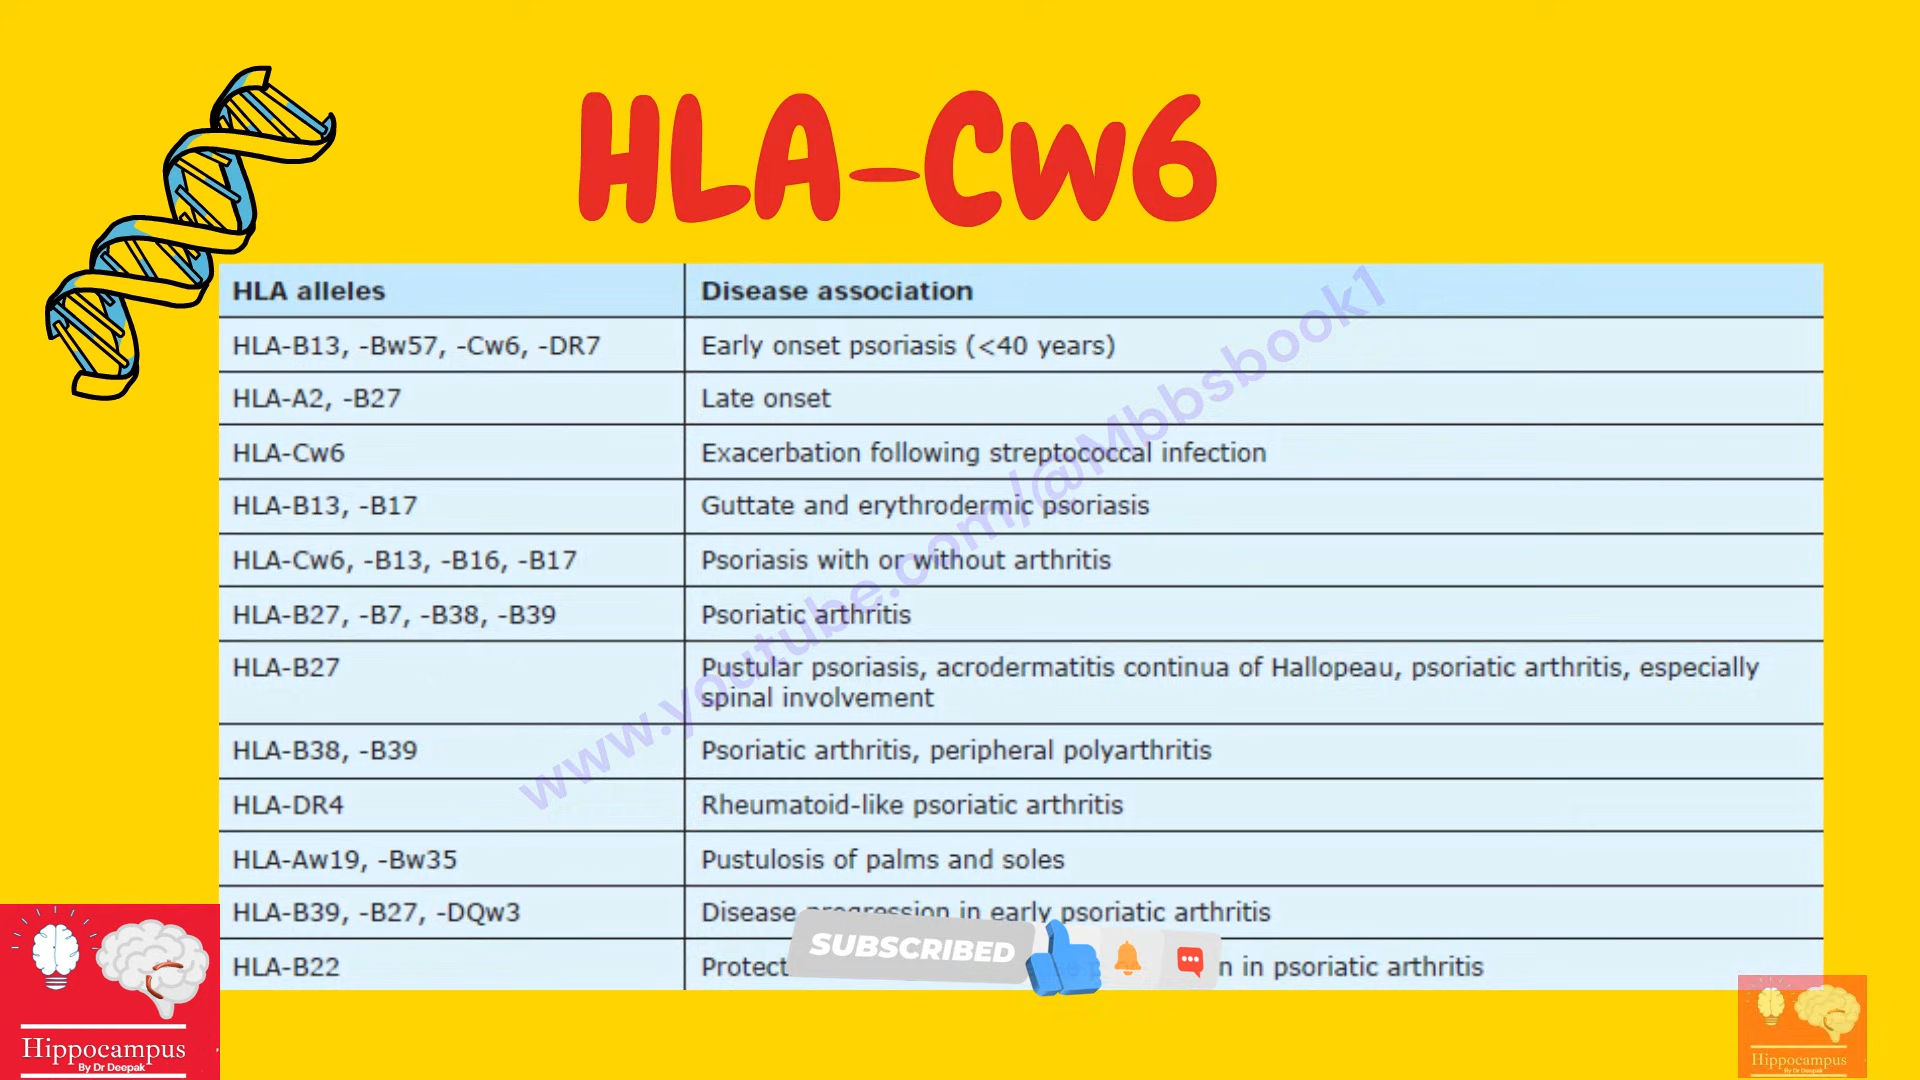 HLA-Cw6
HLA alleles
Disease association
HLA-B13, -Bw57, -Cw6, -DR7
Early onset psoriasis (<40 years)
HLA-A2, -B27
Late onset
HLA-Cw6
Exacerbation following streptococcal infection
HLA-B13, -B17
Guttate and erythrodermic psoriasis
HLA-Cw6, -B13, -B16, -B17
Psoriasis with or without arthritis
HLA-B27, -B7, -B38, -B39
Psoriatic arthritis
HLA-B27
Pustular psoriasis, acrodermatitis continua of Hallopeau, psoriatic arthritis, especially
spinal involvement
HLA-B38, -B39
Psoriatic arthritis, peripheral polyarthritis
HLA-DR4
Rheumatoid-like psoriatic arthritis
HLA-Aw19, -Bw35
Pustulosis of palms and soles
HLA-B39, -B27, -DQw3
Disease progression in early psoriatic arthritis
HLA-B22
in psoriatic arthritis
SUBSCRIBED
www.youtube.com/@Mbbsbook1
Hippocampus
By Dr Deepak
Hippocampus
By Dr Deepak